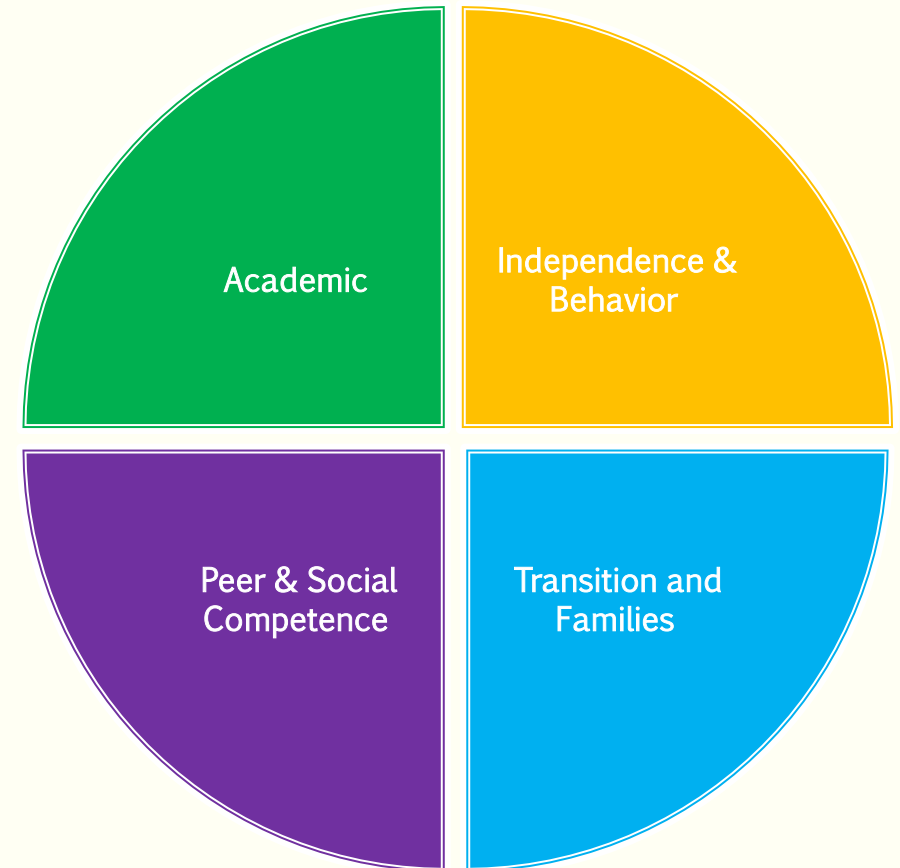 Academic
Independence &
Behavior
Peer & Social
Competence
Transition and
Families